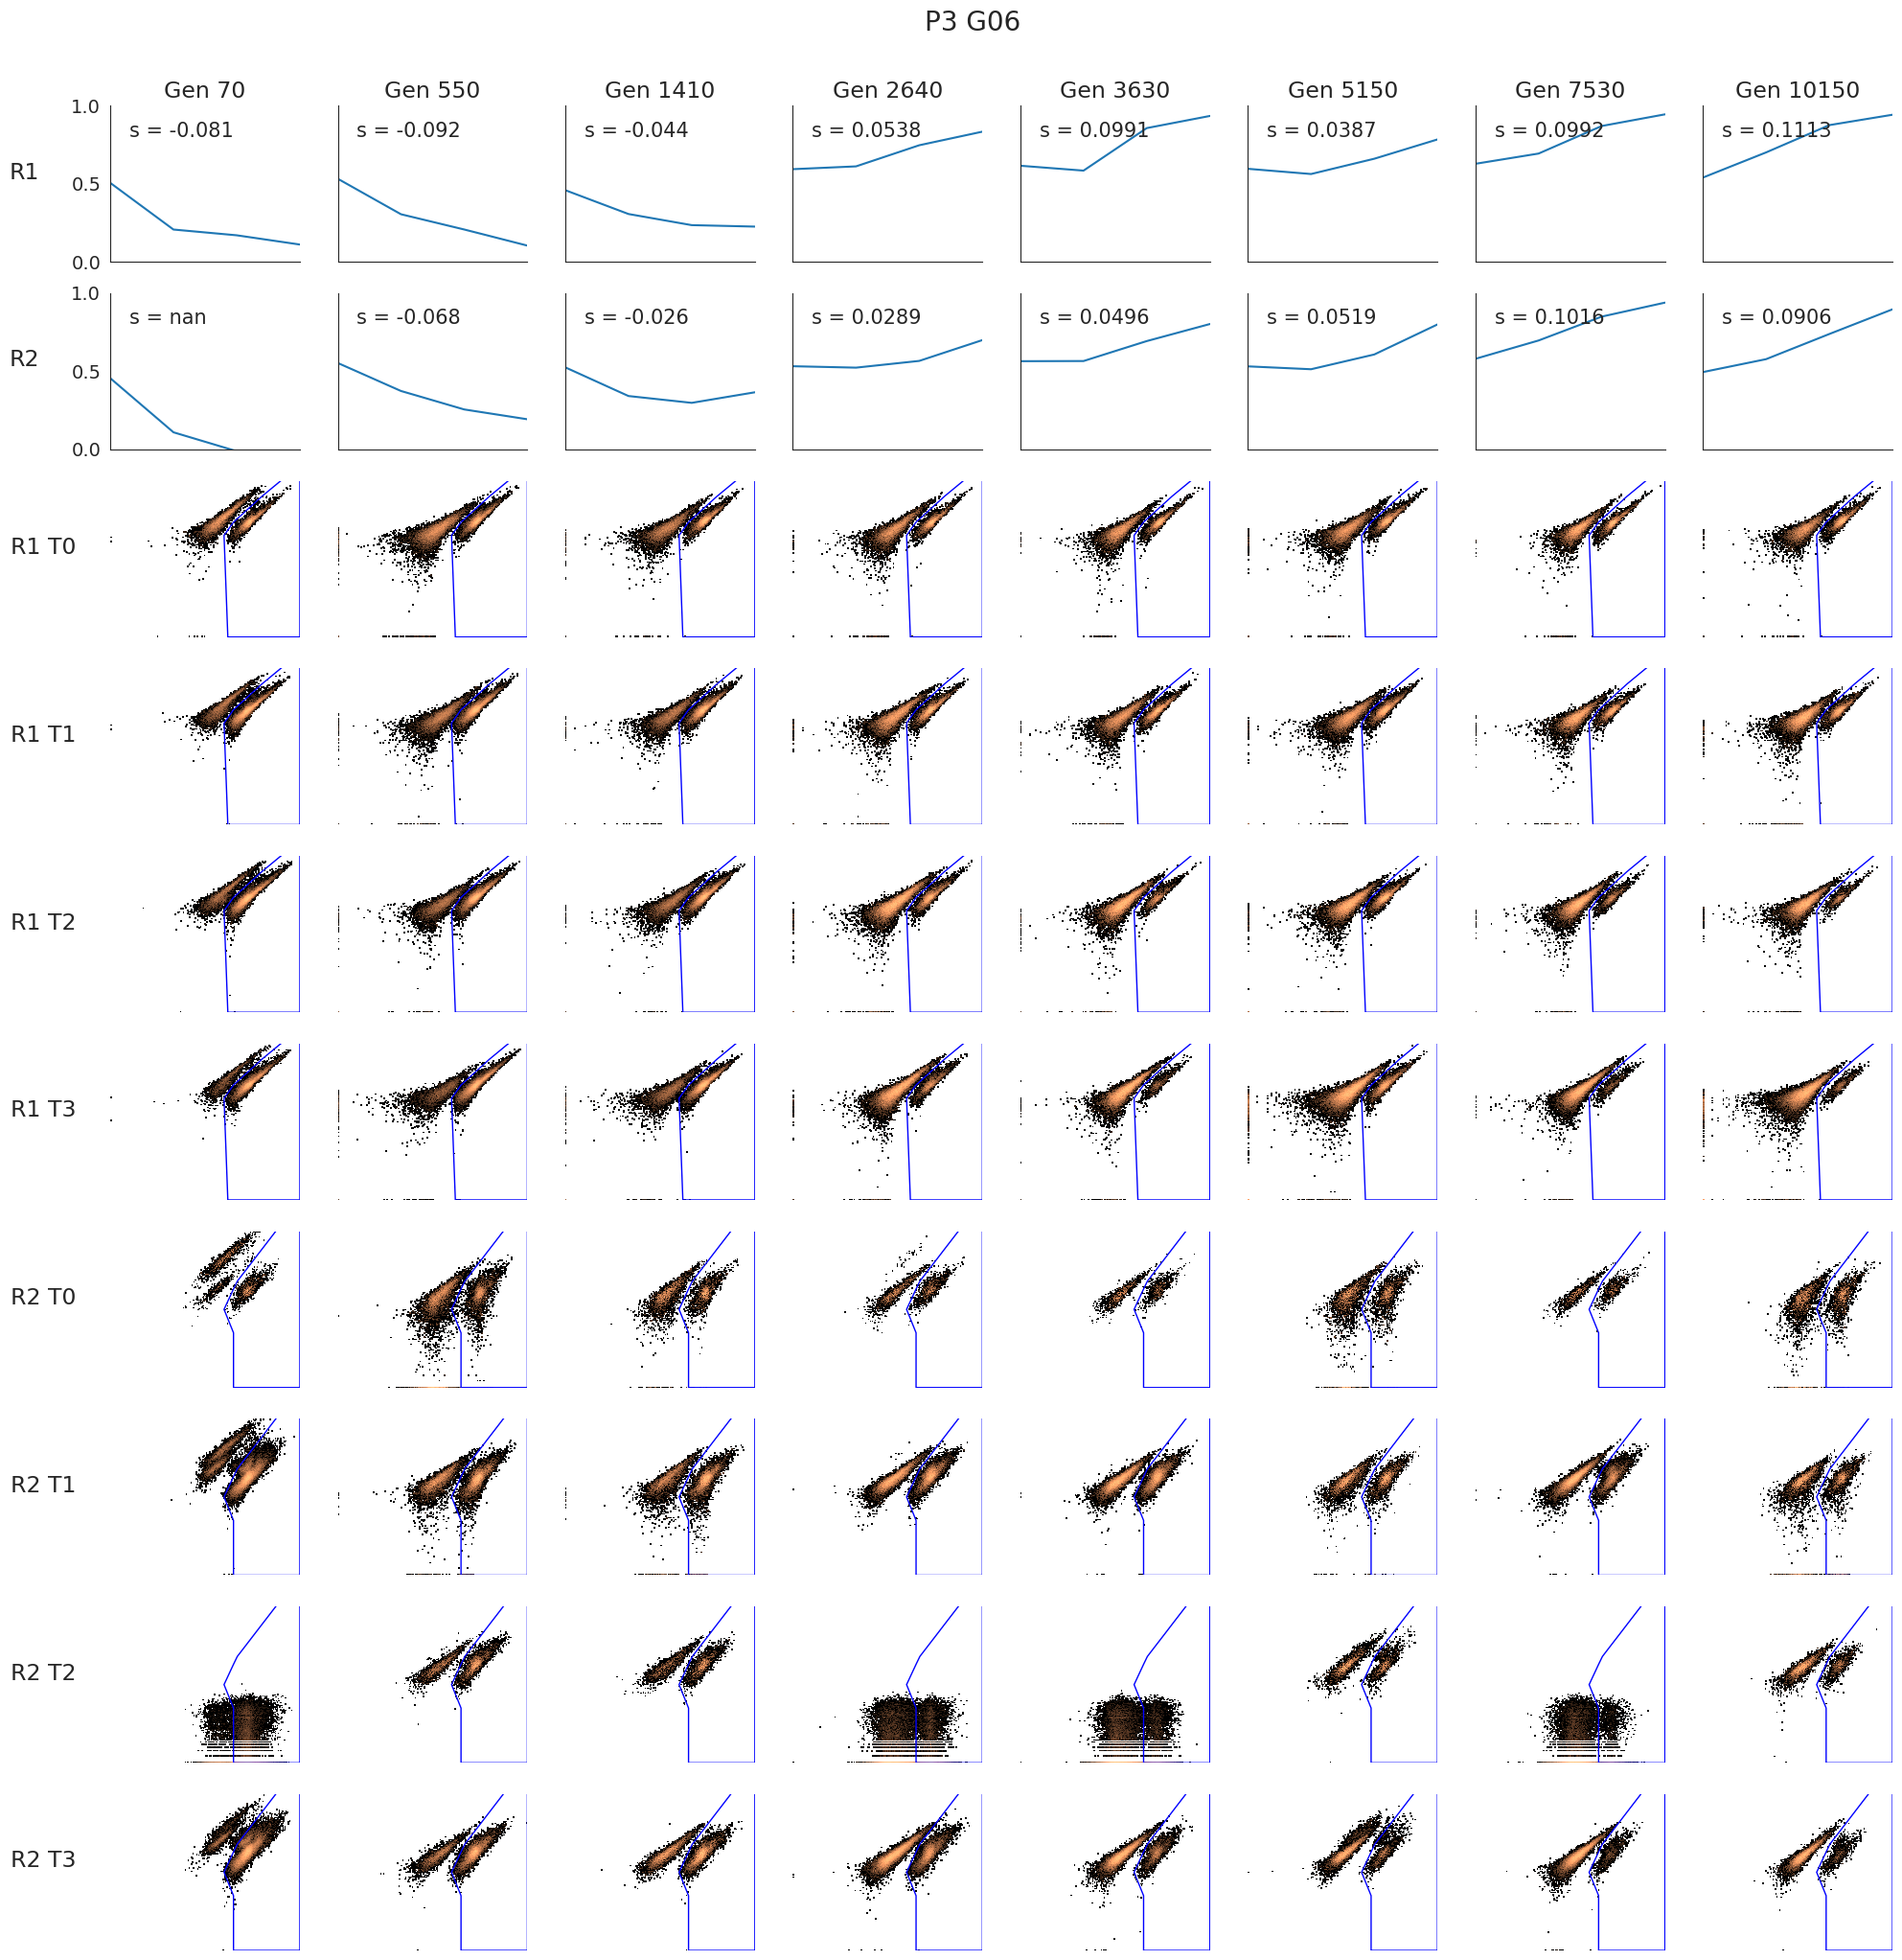 P3 G06
Gen 70 Gen 550 Gen 1410 Gen 2640 Gen 3630 Gen 5150 Gen 7530 Gen 10150
1.0
s = -0.081 s = -0.092 s = -0.044 s = 0.0538 s = 0.0991 s = 0.0387 s = 0.0992 s = 0.1113
R1
0.5
0.0
1.0
s = nan s = -0.068 s = -0.026 s = 0.0289 s = 0.0496 s = 0.0519 s = 0.1016 s = 0.0906
R2
0.5
0.0
R1 T0
R1 T1
R1 T2
R1 T3
R2 T0
R2 T1
R2 T2
R2 T3